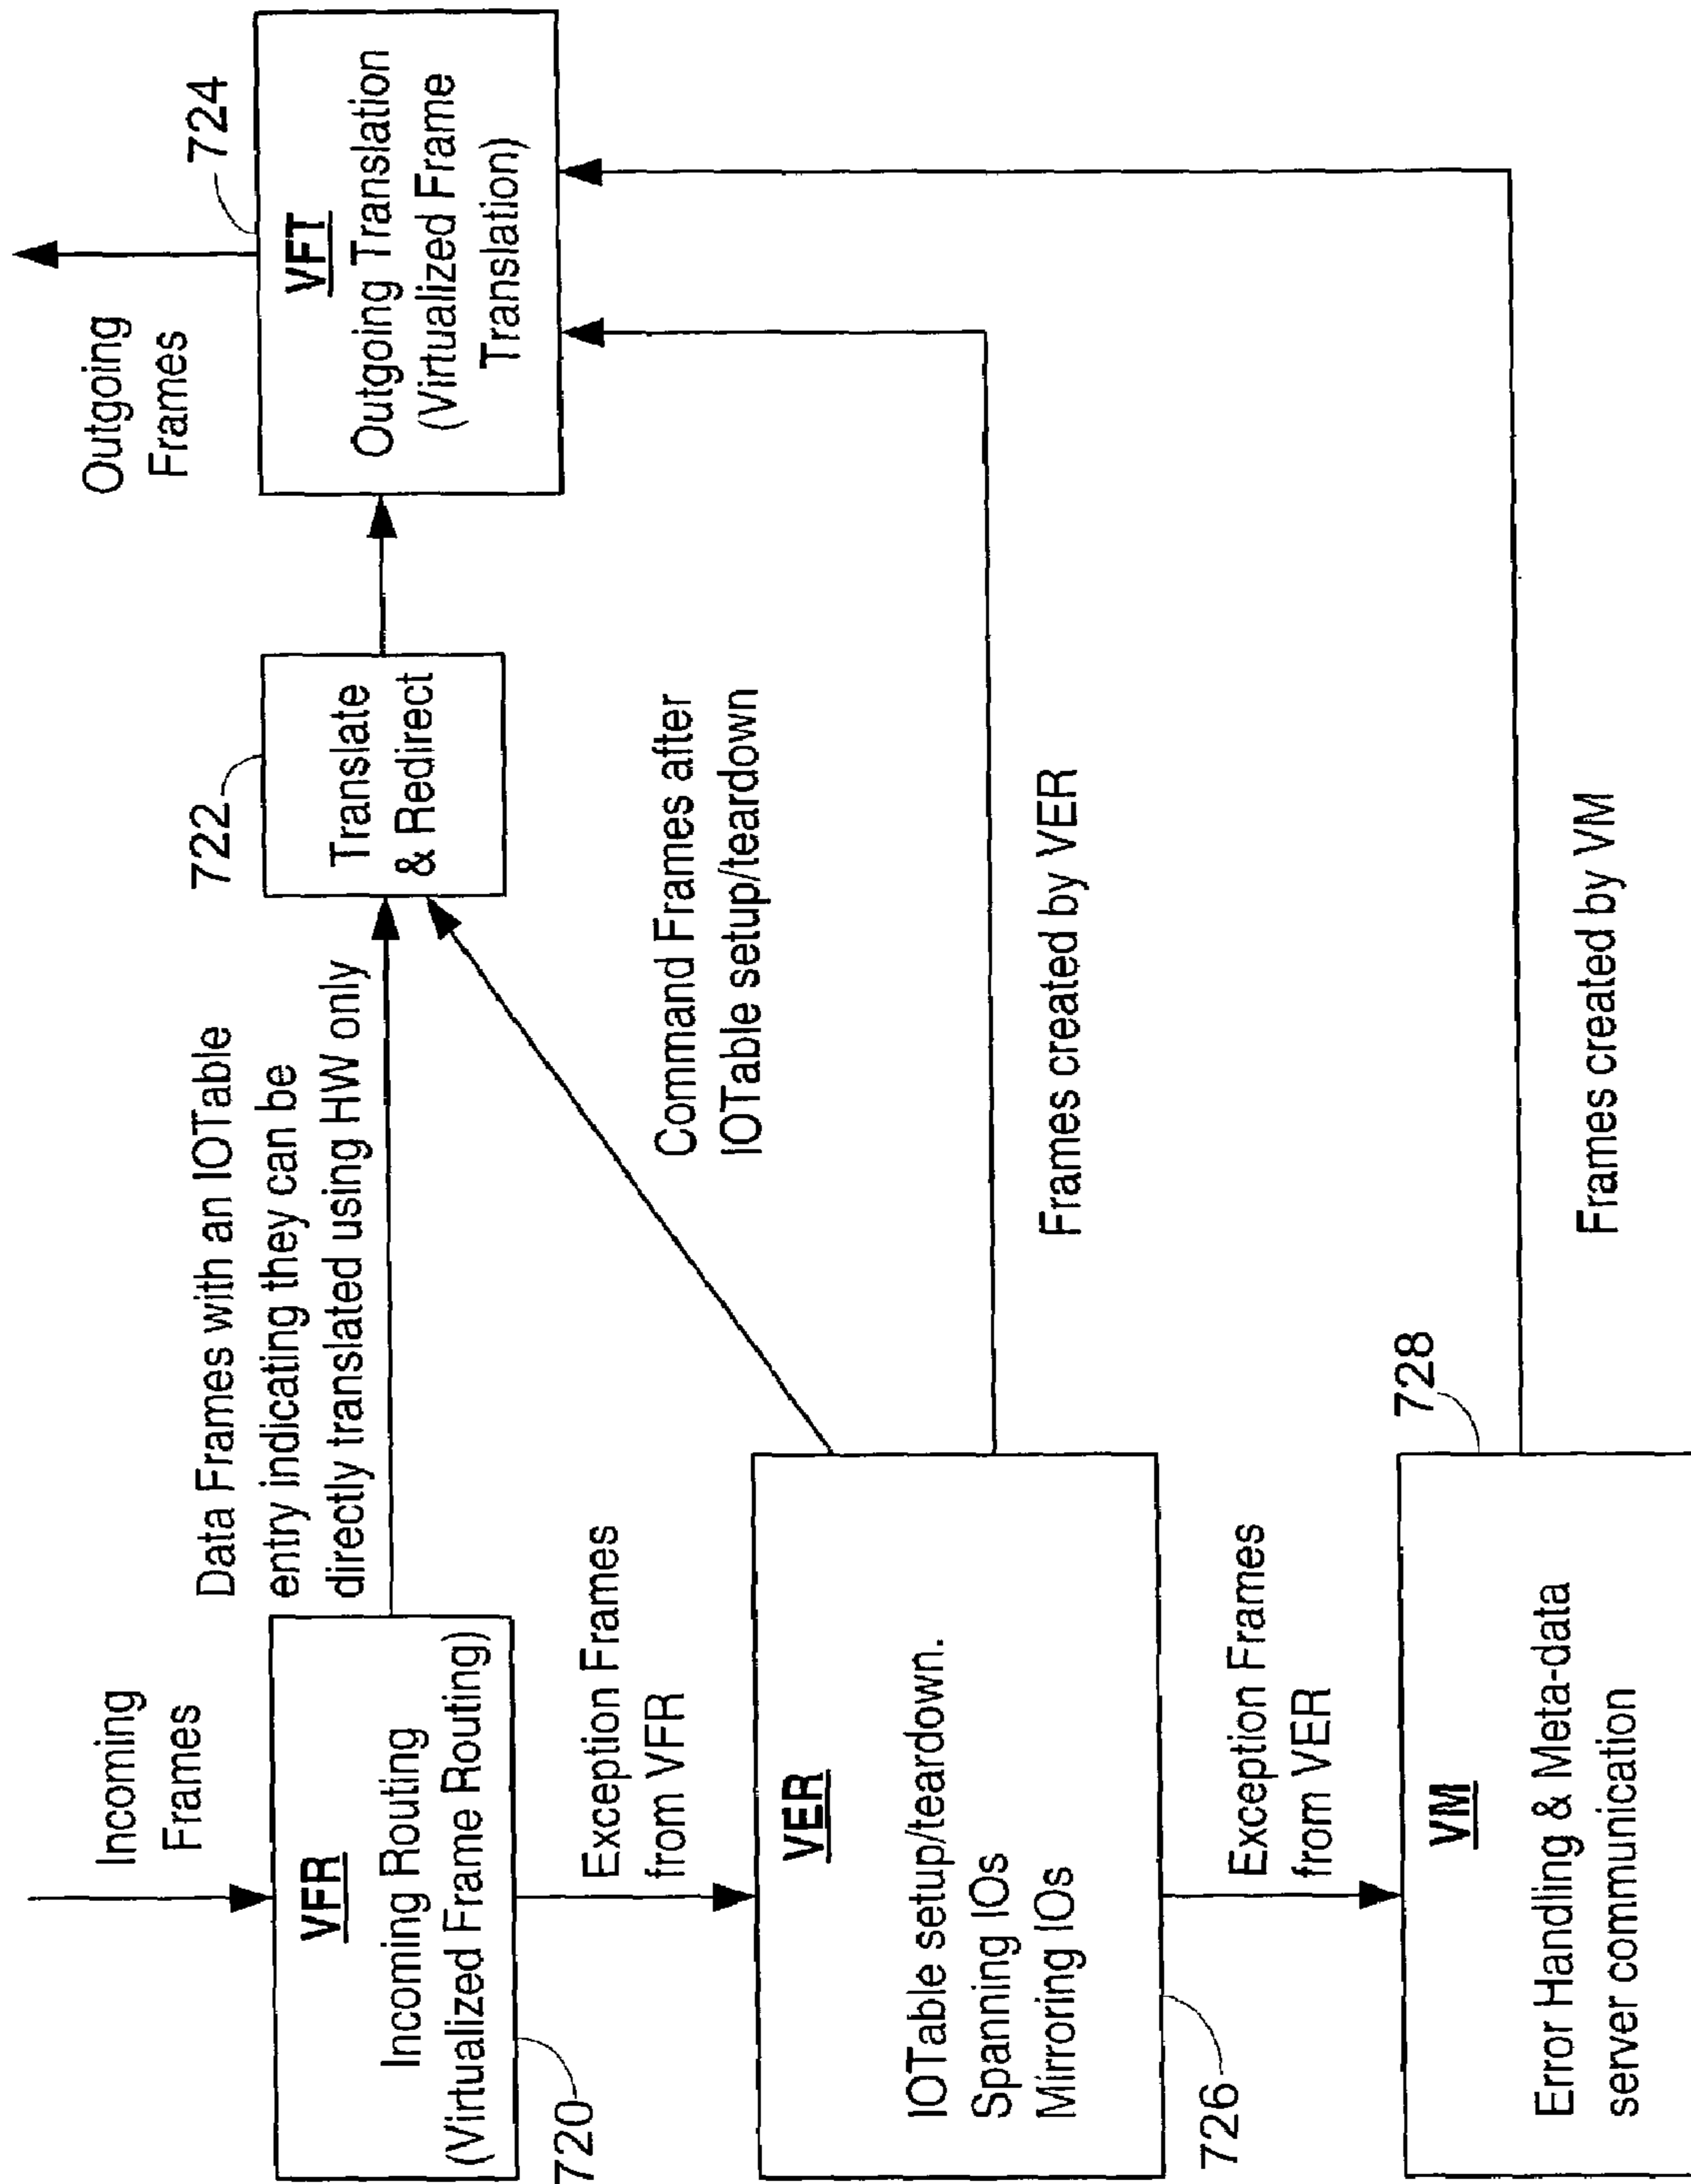 Incoming
Frames
VFR
Incoming Routing
(Virtualized Frame Routing)
720
Data Frames with an IOTable
entry indicating they can be
directly translated using HW only
722
Translate
& Redirect
Outgoing
Frames
724
VFT
Outgoing Translation
(Virtualized Frame
Translation)
Exception Frames
from VFR
Command Frames after
IOTable setup/teardown
VER
IOTable setup/teardown.
Spanning IOs
Mirroring IOs
726
Frames created by VER
Exception Frames
from VER
728
VM
Error Handling & Meta-data
server communication
Frames created by VM